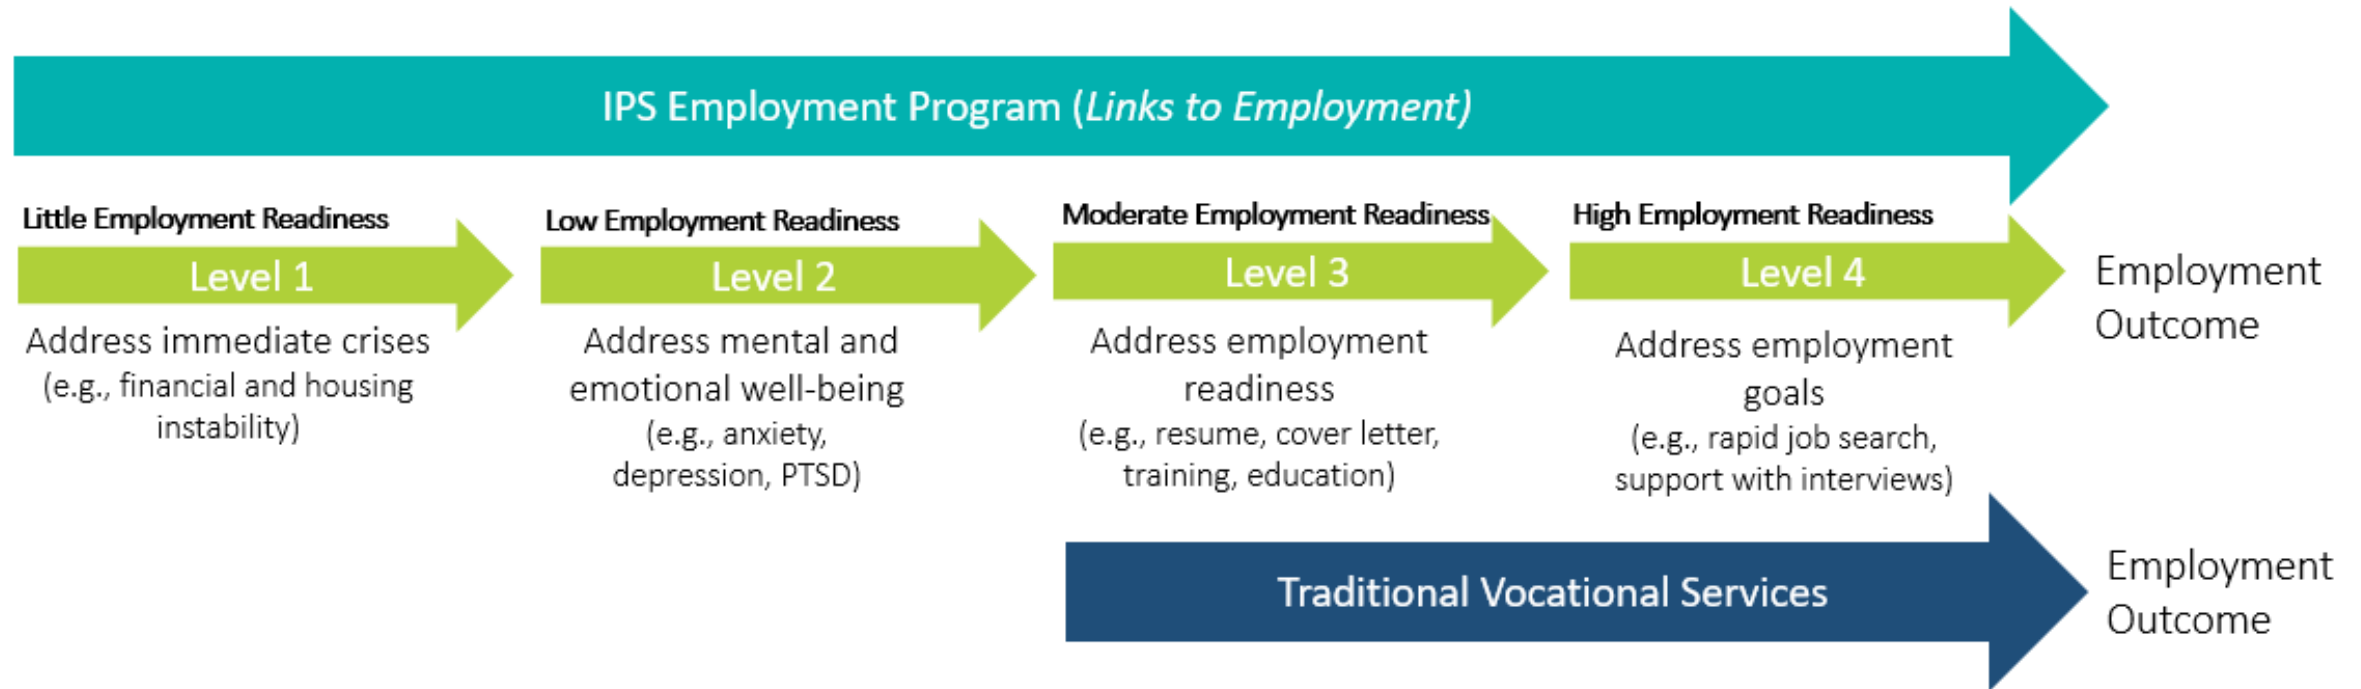 IPS Employment Program (Links to Employment)
Little Employment Readiness
Level 1
Address immediate crises
(e.g., financial and housing
instability)
Low Employment Readiness
Level 2
Address mental and
emotional well-being
(e.g., anxiety,
depression, PTSD)
Moderate Employment Readiness
Level 3
Address employment
readiness
(e.g., resume, cover letter,
training, education)
High Employment Readiness
Level 4
Address employment
goals
(e.g., rapid job search,
support with interviews)
Employment
Outcome
Traditional Vocational Services
Employment
Outcome